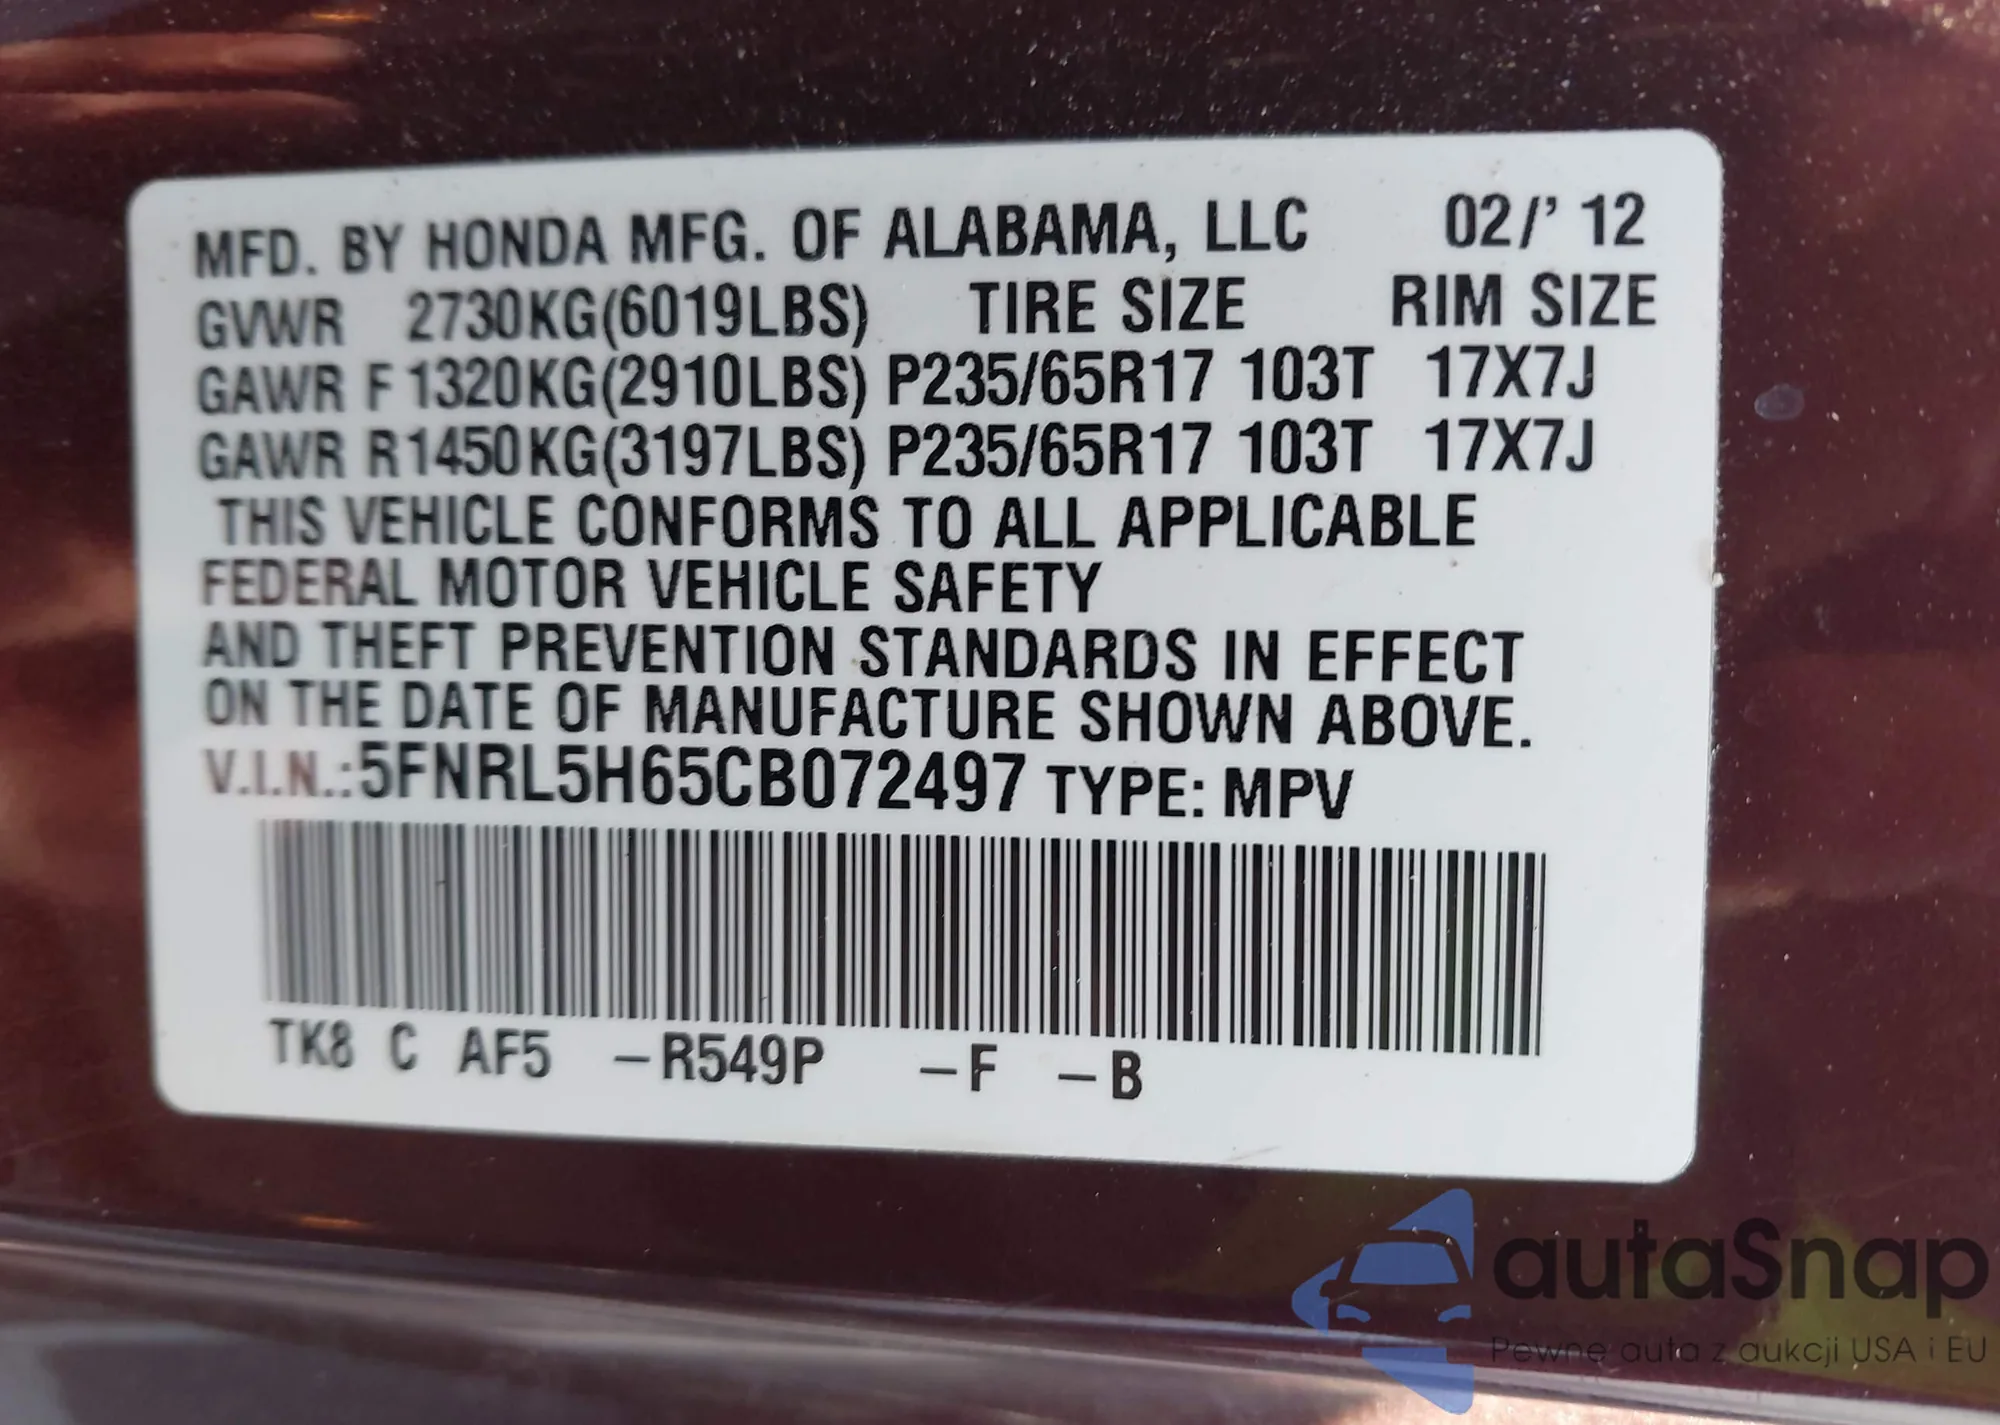 MFD. BY HONDA MFG. OF ALABAMA, LLC 02/' 12
GVWR 2730KG(6019LBS) TIRE SIZE RIM SIZE
GAWR F 1320KG(2910LBS) P235/65R17 103T 17X7J
GAWR R1450KG(3197LBS) P235/65R17 103T 17X7J
THIS VEHICLE CONFORMS TO ALL APPLICABLE
FEDERAL MOTOR VEHICLE SAFETY
AND THEFT PREVENTION STANDARDS IN EFFECT
ON THE DATE OF MANUFACTURE SHOWN ABOVE.
V.I.N.:5FNRL5H65CB072497 TYPE: MPV
TK8 C AF5 –R549P –F –B
autaSnap
Pewne auta z aukcji USA i EU